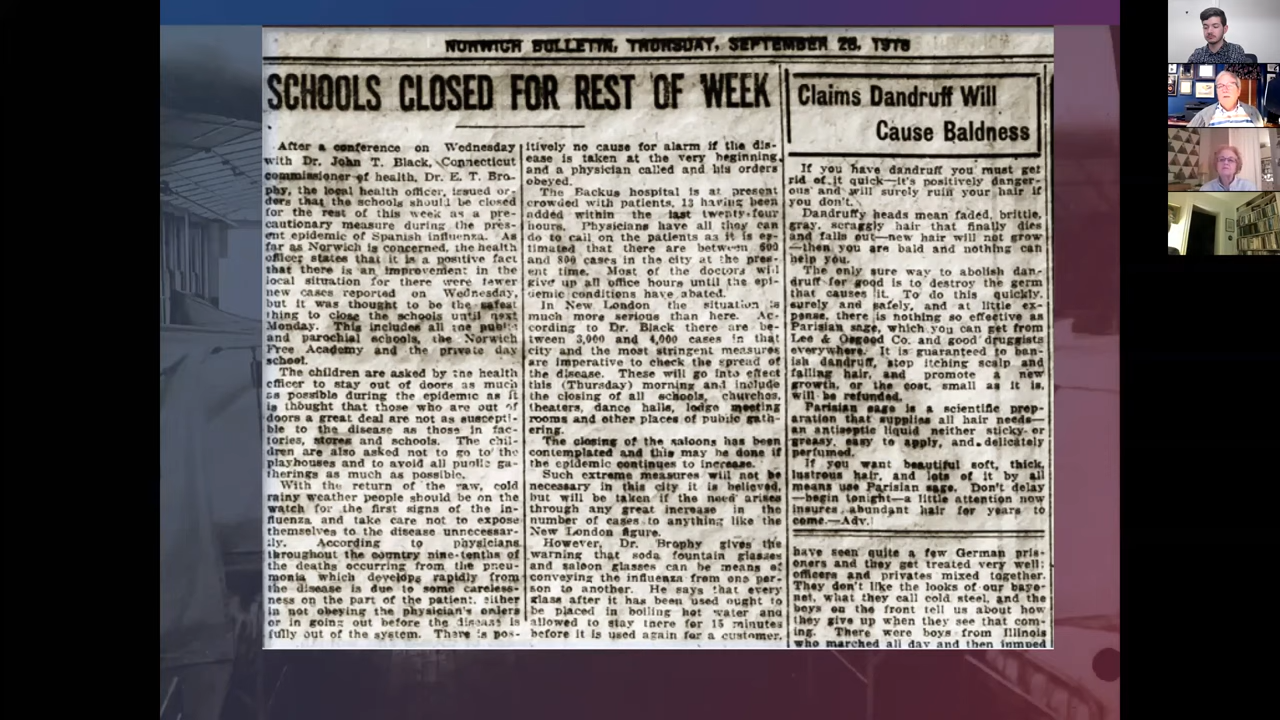 NORWICH BULLETIN, THURSDAY, SEPTEMBER 26, 1918
SCHOOLS CLOSED FOR REST OF WEEK
After a conference on Wednesday
with Dr. John T. Black, Connecticut
commissioner of health, Dr. E. T. Bro-
phy, the local health officer, issued or-
ders that the schools should be closed
for the rest of this week as a pre-
cautionary measure during the pres-
ent epidemic of Spanish influenza. As
far as Norwich is concerned, the health
officer states that it is a positive fact
that there is an improvement in the
local situation for there were fewer
new cases reported on Wednesday,
but it was thought to be the safest
thing to close the schools until next
Monday. This includes all the public
and parochial schools, the Norwich
Free Academy and the private day
school.
The children are asked by the health
officer to stay out of doors as much
as possible during the epidemic as it
is thought that those who are out of
doors a great deal are not as suscepti-
ble to the disease as those in fac-
tories, stores and schools. The chil-
dren are also asked not to go to the
playhouses and to avoid all public ga-
therings as much as possible.
With the return of the raw, cold
rainy weather people should be on the
watch for the first signs of the in-
fluenza and take care not to expose
themselves to the disease unnecessar-
ily. According to physicians
throughout the country nine-tenths of
the deaths occurring from the pneu-
monia which develops rapidly from
the disease is due to some careless-
ness on the part of the patient, either
in not obeying the physician's orders
or in going out before the disease is
fully out of the system. There is pos-
itively no cause for alarm if the dis-
ease is taken at the very beginning
and a physician called and his orders
obeyed.
The Backus hospital is at present
crowded with patients, 13 having been
added within the last twenty-four
hours. Physicians have all they can
do to call on the patients as it is es-
timated that there are between 600
and 800 cases in the city at the pres-
ent time. Most of the doctors will
give up all office hours until the epi-
demic conditions have abated.
In New London the situation is
much more serious than here. Ac-
cording to Dr. Black there are be-
tween 3,000 and 4,000 cases in that
city and the most stringent measures
are imperative to check the spread of
the disease. These will go into effect
this (Thursday) morning and include
the closing of all schools, churches,
theaters, dance halls, lodge meeting
rooms and other places of public gath-
ering.
The closing of the saloons has been
contemplated and this may be done if
the epidemic continues to increase.
Such extreme measures will not be
necessary in this city it is believed,
but will be taken if the need arises
through any great increase in the
number of cases to anything like the
New London figure.
However, Dr. Brophy gives the
warning that soda fountain glasses
and saloon glasses can be means of
conveying the influenza from one per-
son to another. He says that every
glass after it has been used ought to
be placed in boiling hot water and
allowed to stay there for 15 minutes
before it is used again for a customer.
Claims Dandruff Will
Cause Baldness
If you have dandruff you must get
rid of it quick—it's positively danger-
ous and will surely ruin your hair if
you don't.
Dandruffy heads mean faded, brittle,
gray, scraggly hair that finally dies
and falls out—new hair will not grow
—then you are bald and nothing can
help you.
The only sure way to abolish dan-
druff for good is to destroy the germ
that causes it. To do this quickly,
surely and safely, and at little ex-
pense, there is nothing so effective as
Parisian sage, which you can get from
Lee & Osgood Co. and good druggists
everywhere. It is guaranteed to ban-
ish dandruff, stop itching scalp and
falling hair, and promote a new
growth, or the cost, small as it is,
will be refunded.
Parisian sage is a scientific prep-
aration that supplies all hair needs—
an antiseptic liquid neither sticky or
greasy, easy to apply, and delicately
perfumed.
If you want beautiful soft, thick,
lustrous hair, and lots of it by all
means use Parisian sage. Don't delay
—begin tonight—a little attention now
insures abundant hair for years to
come.—Adv.
have seen quite a few German pris-
oners and they get treated very well;
officers and privates mixed together.
They don't like the looks of our bayo-
net, what they call cold steel, and the
boys on the front tell us about how
they give up when they see that com-
ing. There were boys from Illinois
who marched all day and then jumped